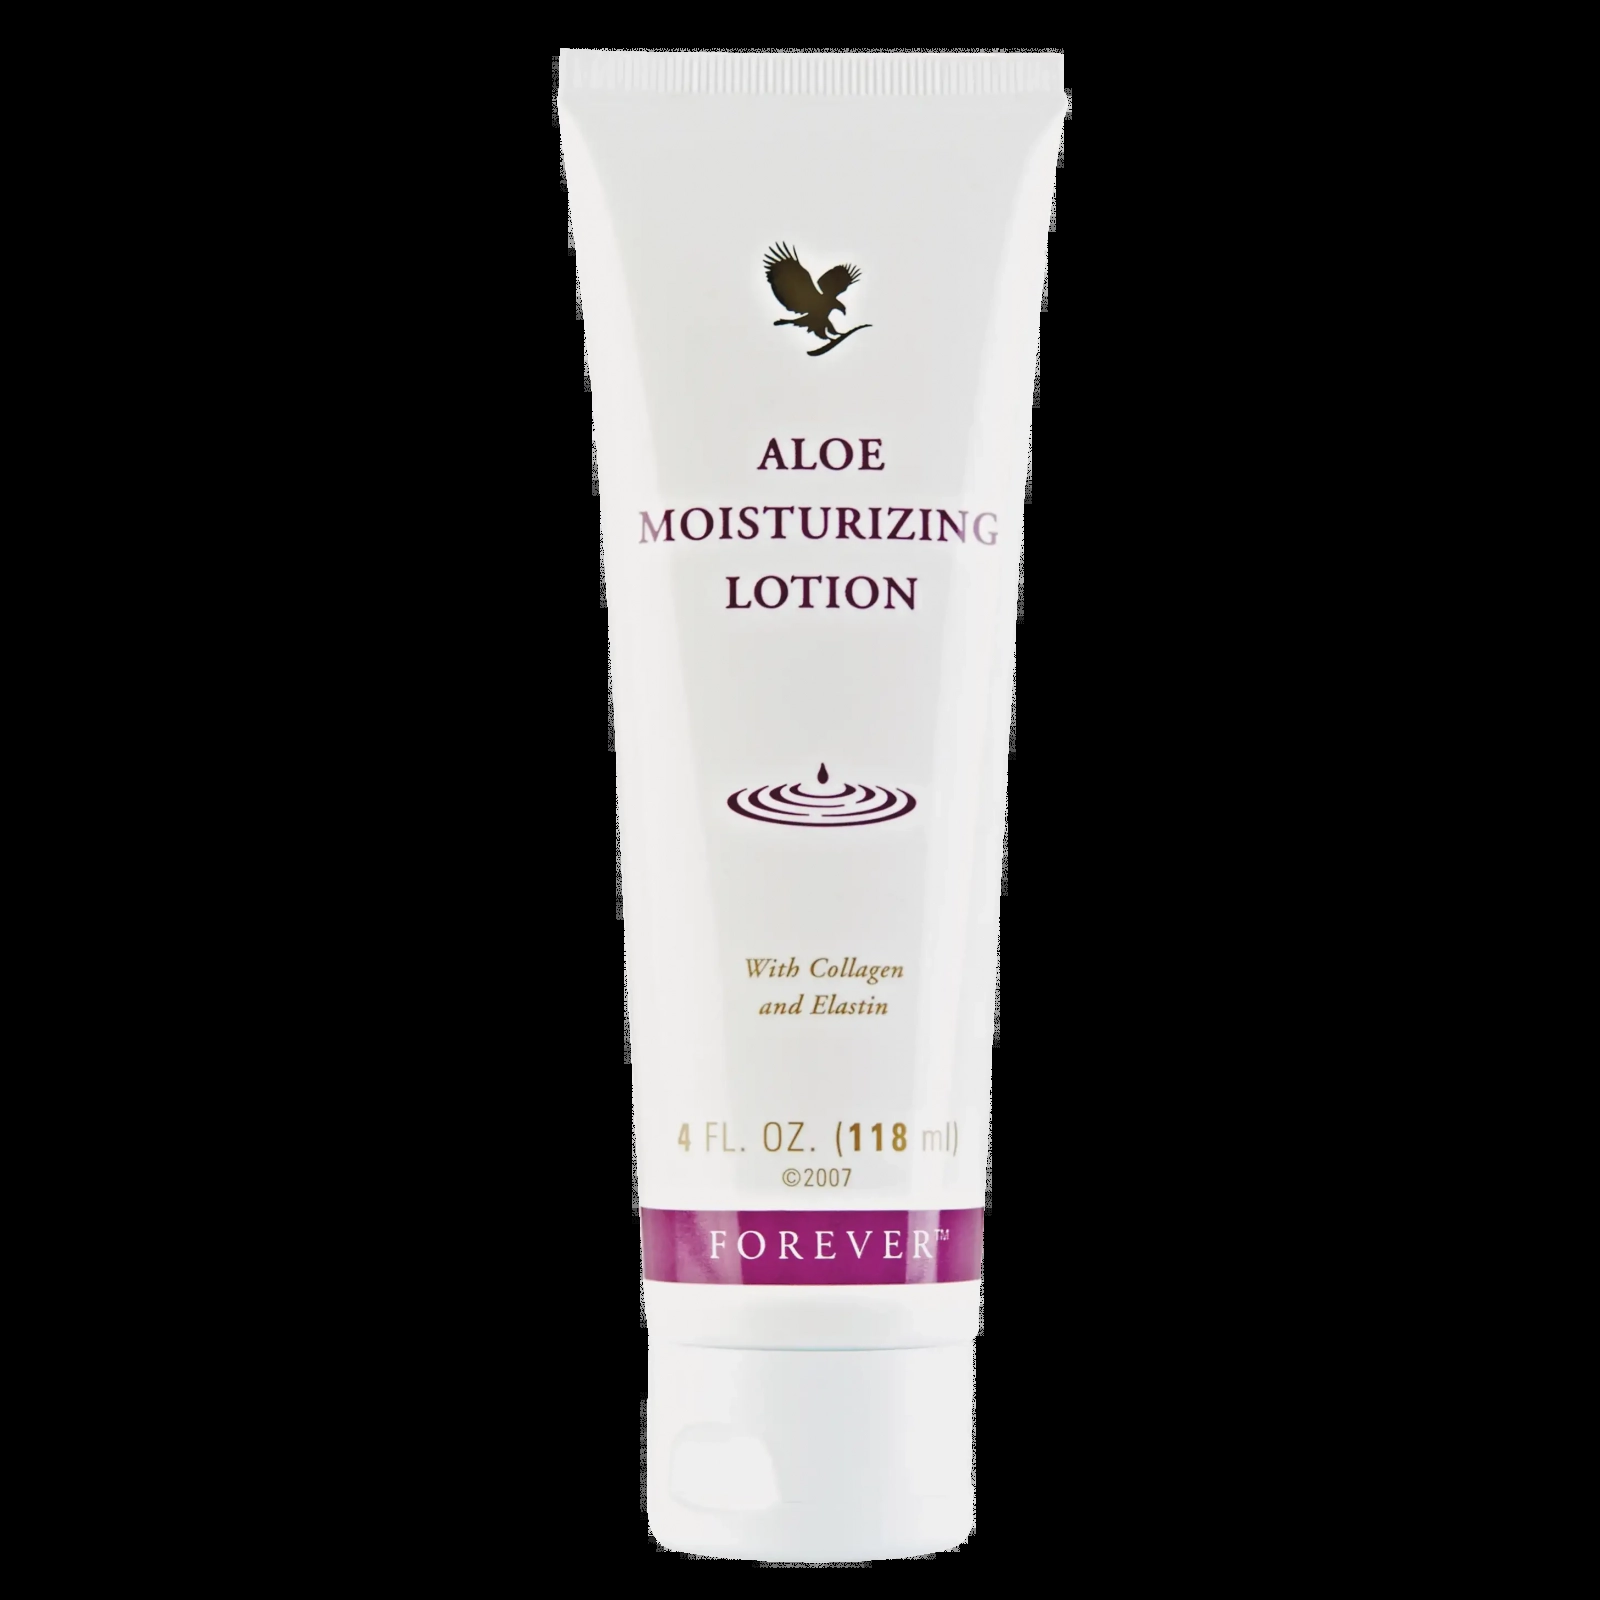 ALOE
MOISTURIZING
LOTION
With Collagen
and Elastin
4 FL. OZ. (118 ml)
©2007
FOREVER™